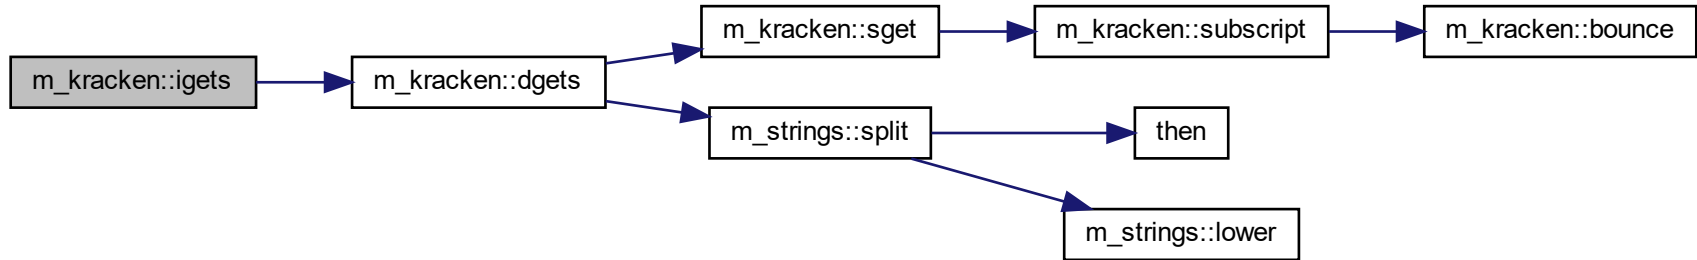 m_kracken::igets
m_kracken::dgets
m_kracken::sget
m_kracken::subscript
m_kracken::bounce
m_strings::split
then
m_strings::lower